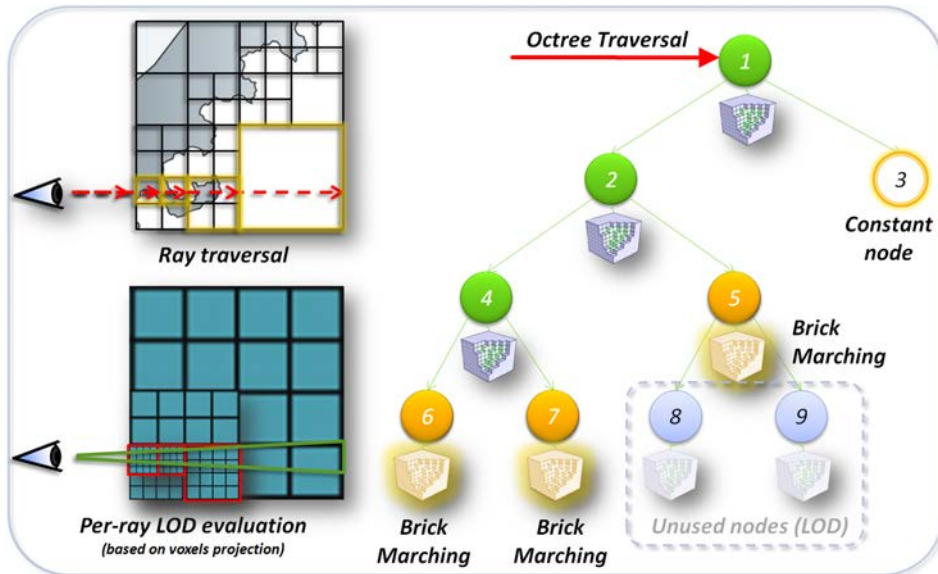 Octree Traversal
1
2
3
Constant
node
Ray traversal
4
5
Brick
Marching
6
7
8
9
Per-ray LOD evaluation
(based on voxels projection)
Brick
Marching
Brick
Marching
Unused nodes (LOD)